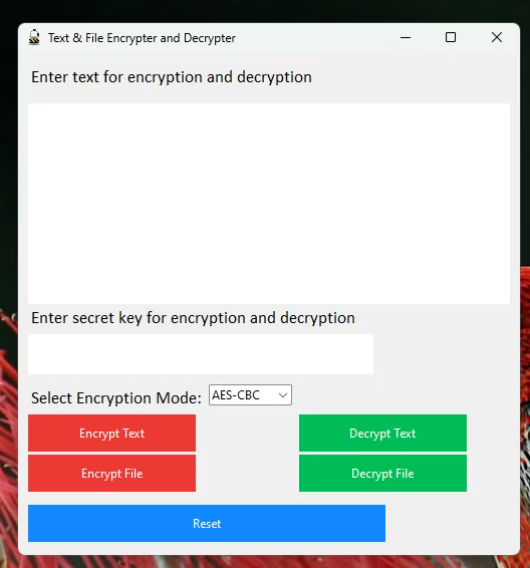 Text & File Encrypter and Decrypter
Enter text for encryption and decryption
Enter secret key for encryption and decryption
Select Encryption Mode: AES-CBC
Encrypt Text Decrypt Text
Encrypt File Decrypt File
Reset